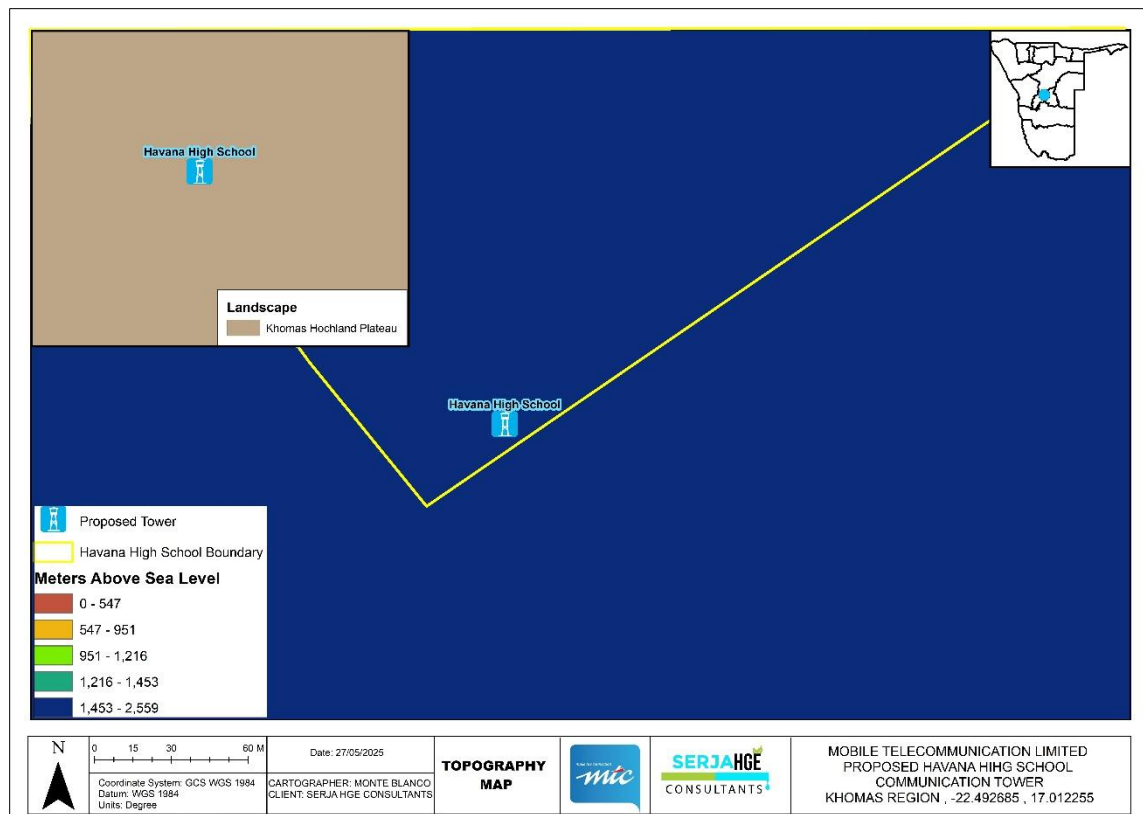 Havana High School
Landscape
Khomas Hochland Plateau
Havana High School
Proposed Tower
Havana High School Boundary
Meters Above Sea Level
0 - 547
547 - 951
951 - 1,216
1,216 - 1,453
1,453 - 2,559
N
0 15 30 60 M
Coordinate System: GCS WGS 1984
Datum: WGS 1984
Units: Degree
Date: 27/05/2025
CARTOGRAPHER: MONTE BLANCO
CLIENT: SERJA HGE CONSULTANTS
TOPOGRAPHY
MAP
mtc
SERJAHGE
CONSULTANTS
MOBILE TELECOMMUNICATION LIMITED
PROPOSED HAVANA HIHG SCHOOL
COMMUNICATION TOWER
KHOMAS REGION , -22.492685 , 17.012255